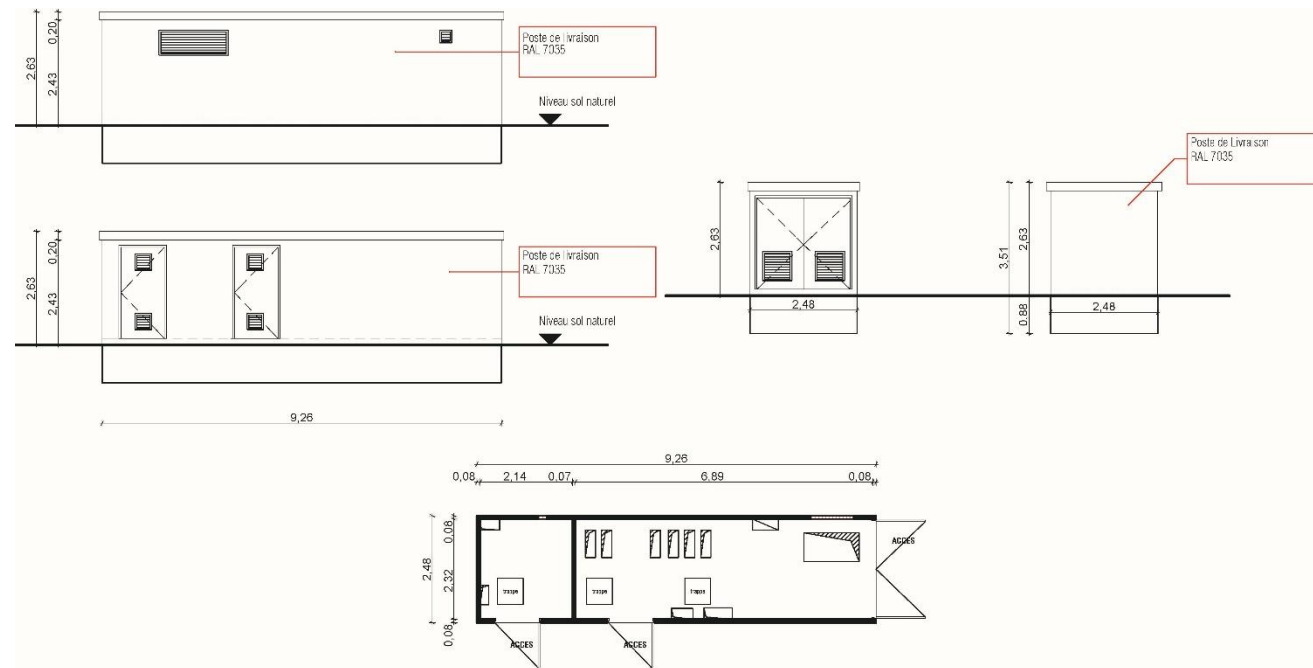 2,63
0,20
2,43
Poste de livraison
RAL 7035
Niveau sol naturel
2,63
0,20
2,43
Poste de livraison
RAL 7035
Niveau sol naturel
9,26
2,63
2,48
3,51
2,63
0.88
2,48
Poste de Livraison
RAL 7035
9,26
0,08
2,14
0,07
6,89
0,08
2,48
0,08
2,32
0,08
trappe
trappe
trappe
ACCES
ACCES
ACCES